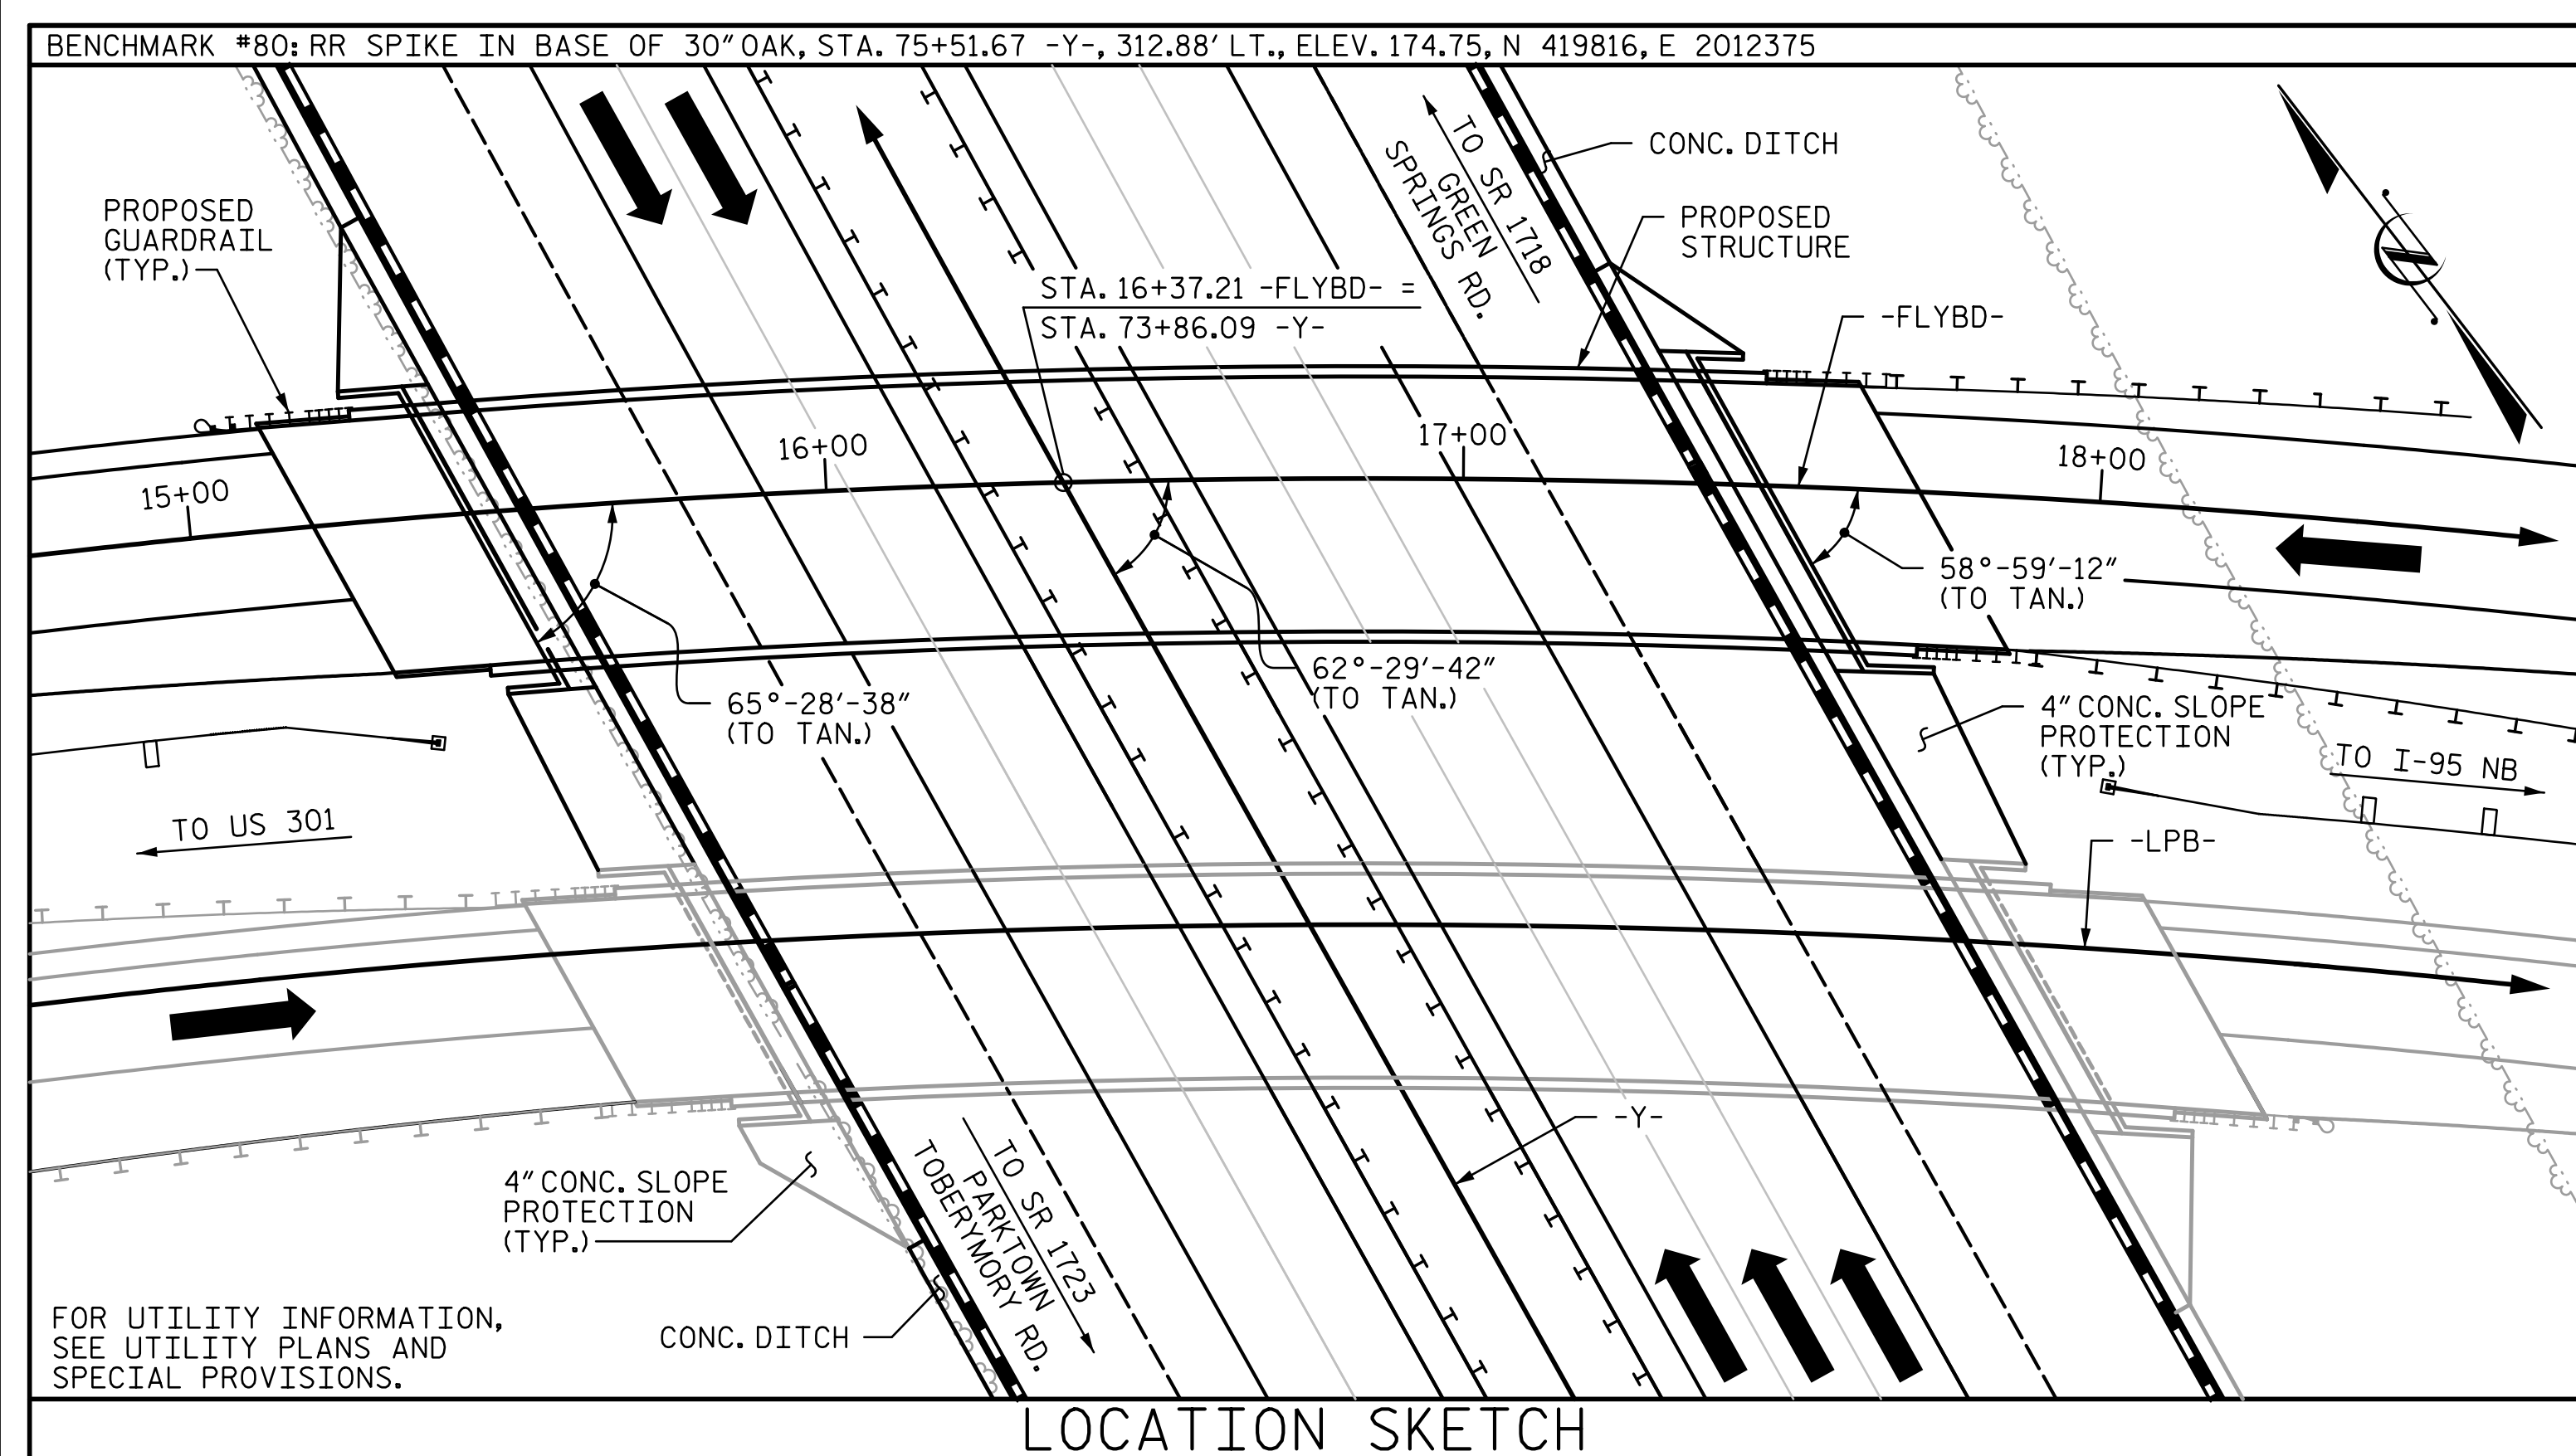 BENCHMARK #80: RR SPIKE IN BASE OF 30" OAK, STA. 75+51.67 -Y-, 312.88' LT., ELEV. 174.75, N 419816, E 2012375
PROPOSED
GUARDRAIL
(TYP.)
TO SR 1718
GREEN
SPRINGS RD.
CONC. DITCH
PROPOSED
STRUCTURE
STA. 16+37.21 -FLYBD- =
STA. 73+86.09 -Y-
-FLYBD-
15+00
16+00
17+00
18+00
65°-28'-38"
(TO TAN.)
62°-29'-42"
(TO TAN.)
58°-59'-12"
(TO TAN.)
4" CONC. SLOPE
PROTECTION
(TYP.)
TO I-95 NB
TO US 301
-LPB-
-Y-
4" CONC. SLOPE
PROTECTION
(TYP.)
TO SR 1723
PARKTOWN
TOBERYMORY RD.
CONC. DITCH
FOR UTILITY INFORMATION,
SEE UTILITY PLANS AND
SPECIAL PROVISIONS.
LOCATION SKETCH